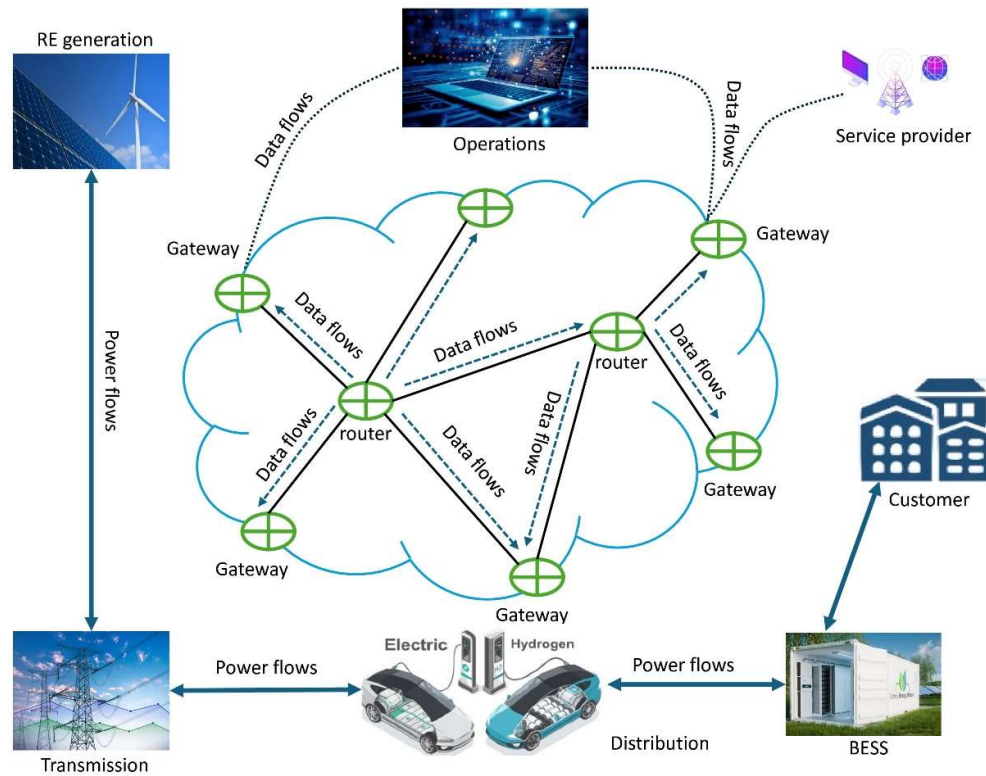 RE generation
Operations
Service provider
Data flows
Data flows
Gateway
Gateway
Data flows
Data flows
router
Data flows
Power flows
router
Data flows
Data flows
Data flows
Gateway
Customer
Gateway
Gateway
Electric
Hydrogen
Power flows
Power flows
Distribution
Transmission
BESS